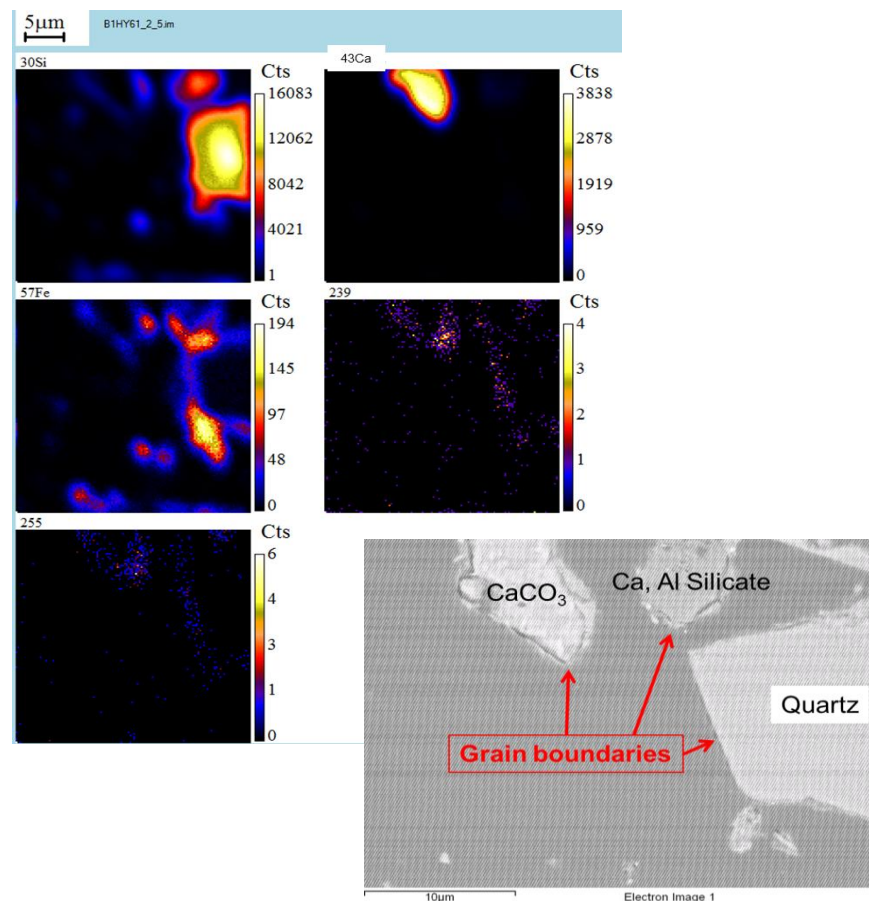 5µm
B1HY61_2_5.im
30Si
Cts
16083
12062
8042
4021
1
43Ca
Cts
3838
2878
1919
959
0
57Fe
Cts
194
145
97
48
0
239
Cts
4
3
2
1
0
255
Cts
6
4
3
1
0
CaCO₃
Ca, Al Silicate
Quartz
Grain boundaries
10µm
Electron Image 1